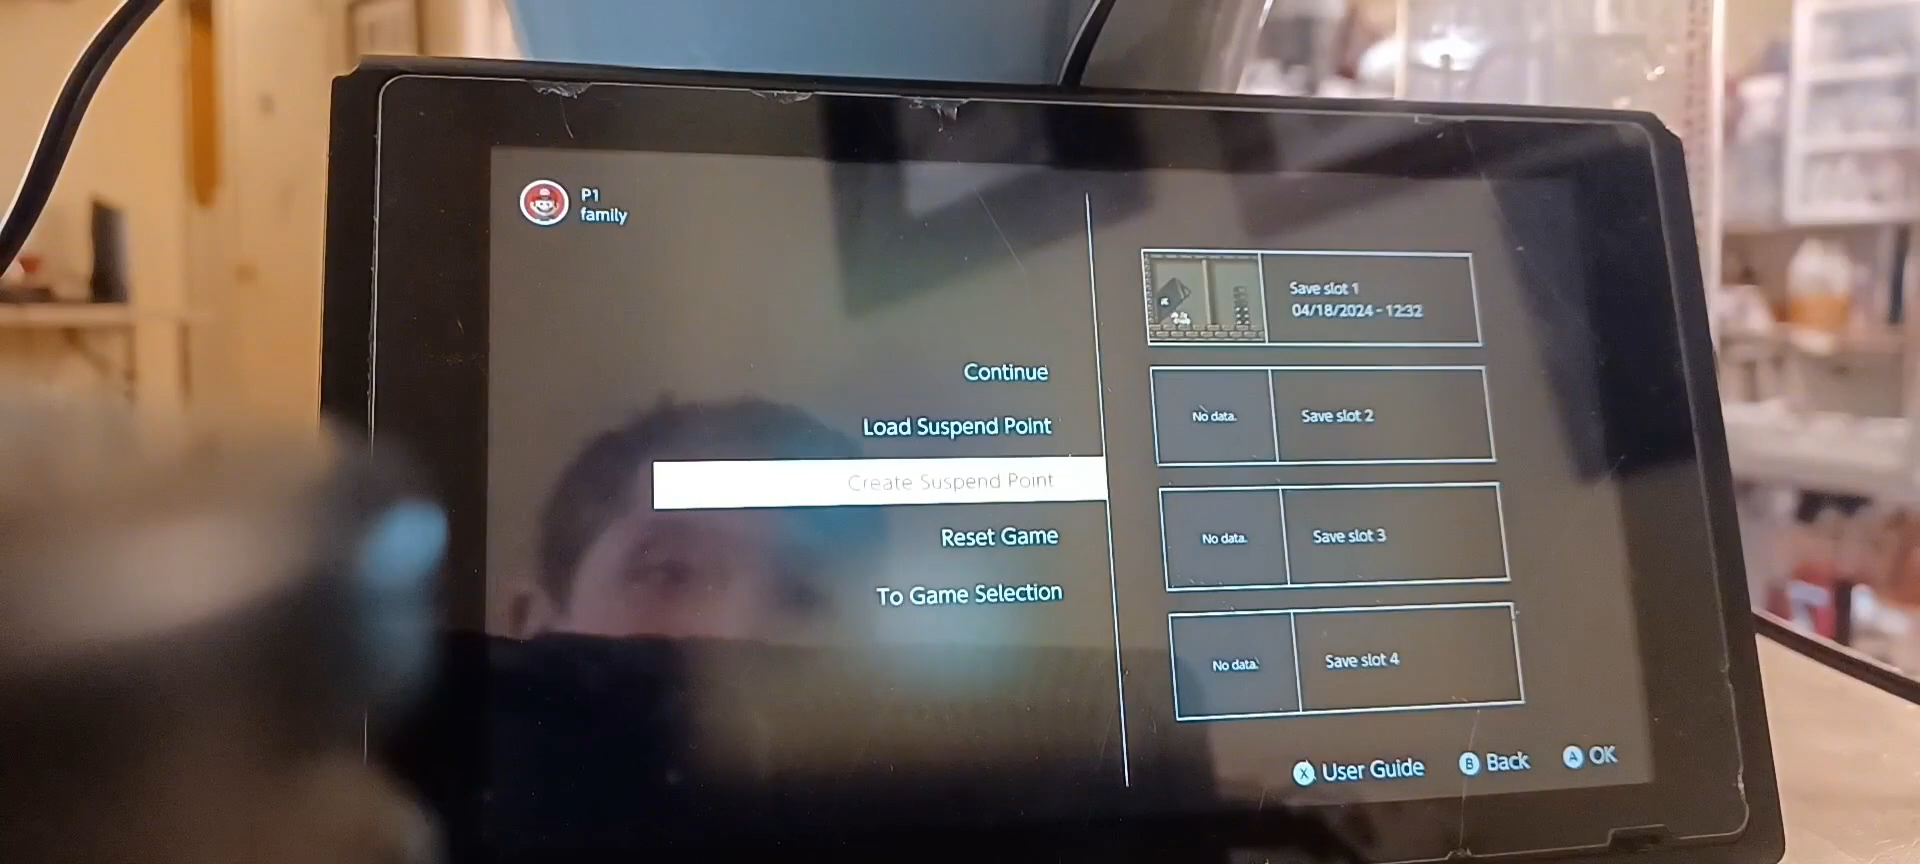 P1
family
Continue
Load Suspend Point
Create Suspend Point
Reset Game
To Game Selection
Save slot 1
04/18/2024 - 12:32
No data.
Save slot 2
No data.
Save slot 3
No data.
Save slot 4
X User Guide
B Back
A OK